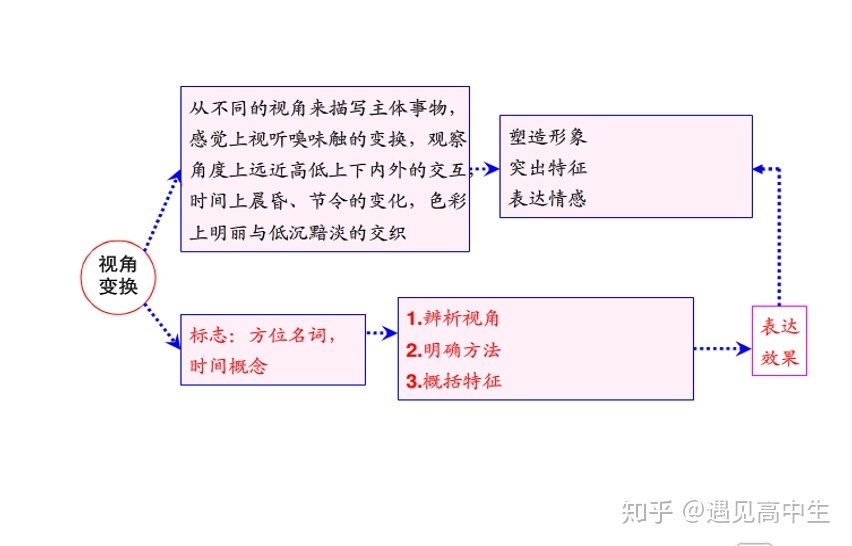 从不同的视角来描写主体事物，
感觉上视听嗅味触的变换，观察
角度上远近高低上下内外的交互，
时间上晨昏、节令的变化，色彩
上明丽与低沉黯淡的交织
塑造形象
突出特征
表达情感
视角
变换
标志：方位名词，
时间概念
1.辨析视角
2.明确方法
3.概括特征
表达
效果
知乎 @遇见高中生